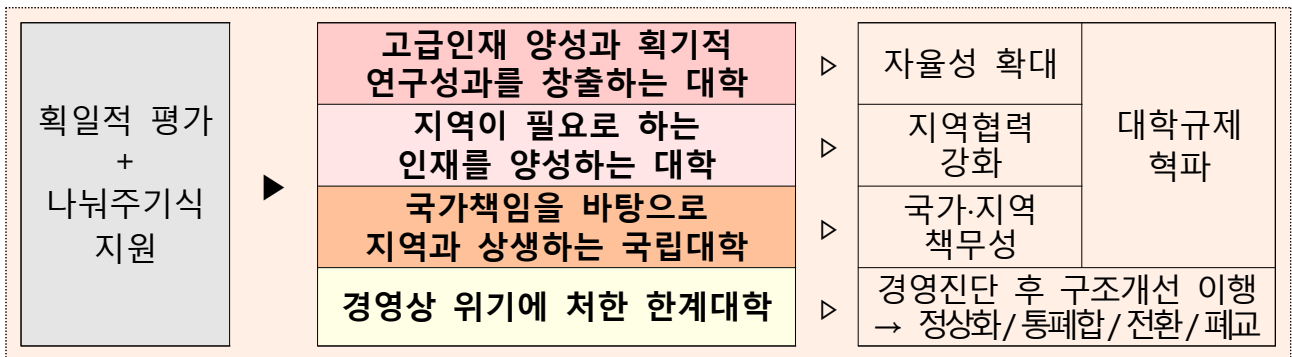 획일적 평가
+
나눠주기식
지원
▶
고급인재 양성과 획기적
연구성과를 창출하는 대학
▷
자율성 확대
지역이 필요로 하는
인재를 양성하는 대학
▷
지역협력
강화
국가책임을 바탕으로
지역과 상생하는 국립대학
▷
국가·지역
책무성
대학규제
혁파
경영상 위기에 처한 한계대학
▷
경영진단 후 구조개선 이행
→ 정상화/통폐합/전환/폐교